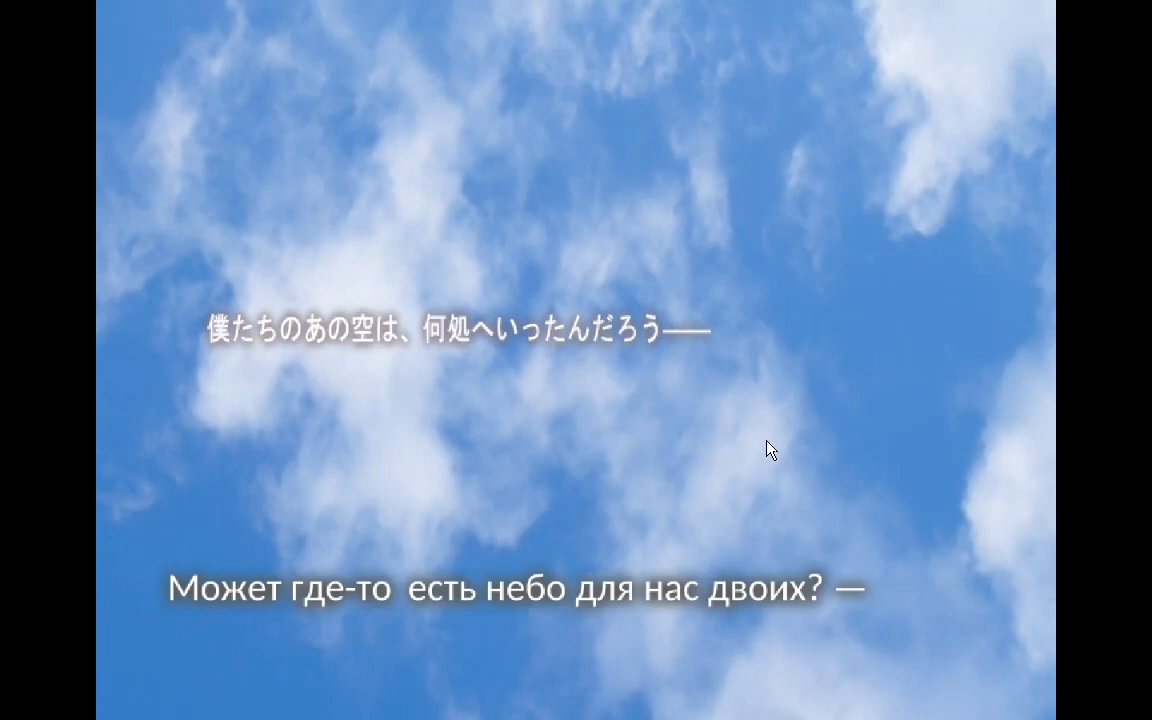 僕たちのあの空は、何処へいったんだろう――
Может где-то  есть небо для нас двоих? —